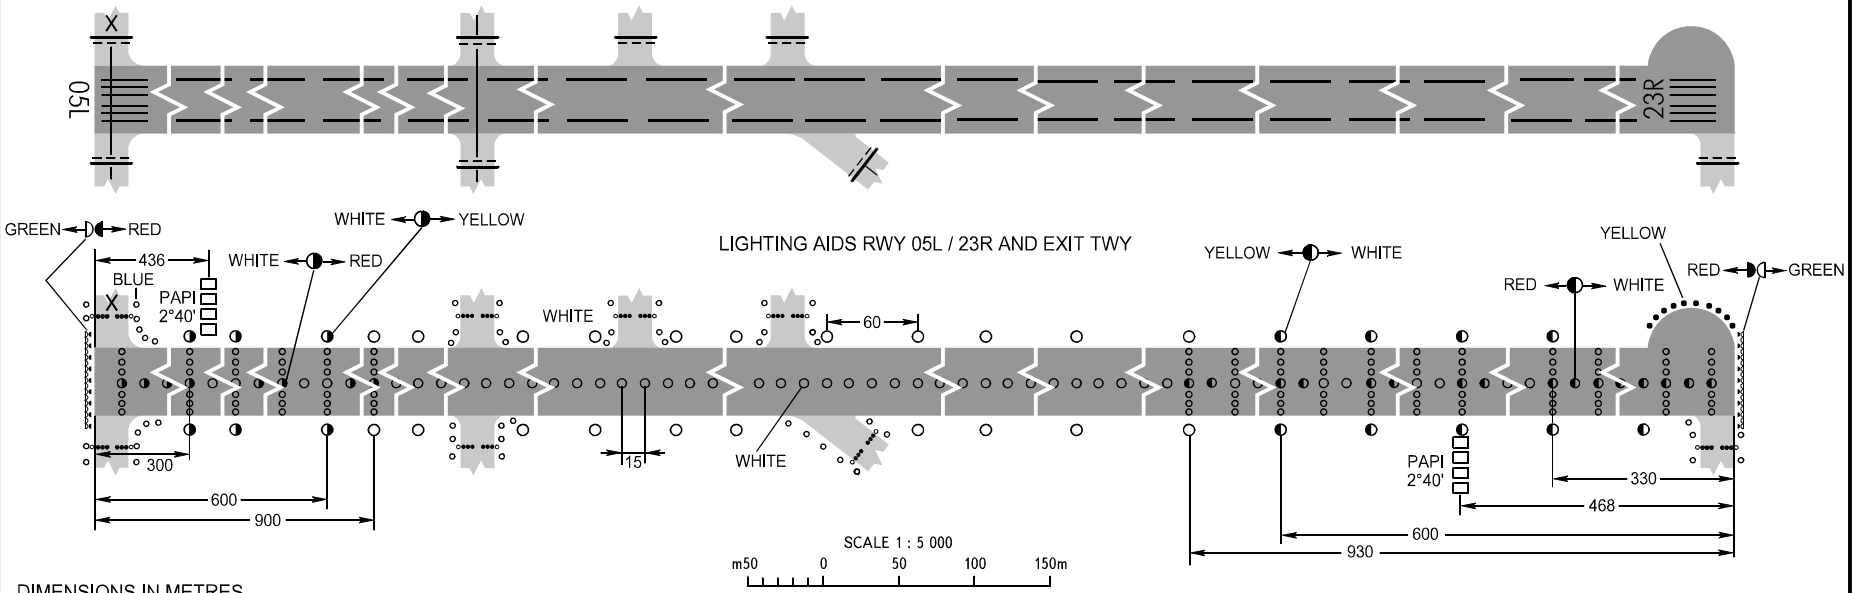 X
05L
23R
GREEN RED
WHITE YELLOW
WHITE RED
436
BLUE
X
PAPI
2°40'
WHITE
LIGHTING AIDS RWY 05L / 23R AND EXIT TWY
60
YELLOW WHITE
YELLOW
RED WHITE
RED GREEN
300
600
900
15
WHITE
PAPI
2°40'
330
468
600
930
SCALE 1 : 5 000
m50 0 50 100 150m
DIMENSIONS IN METRES